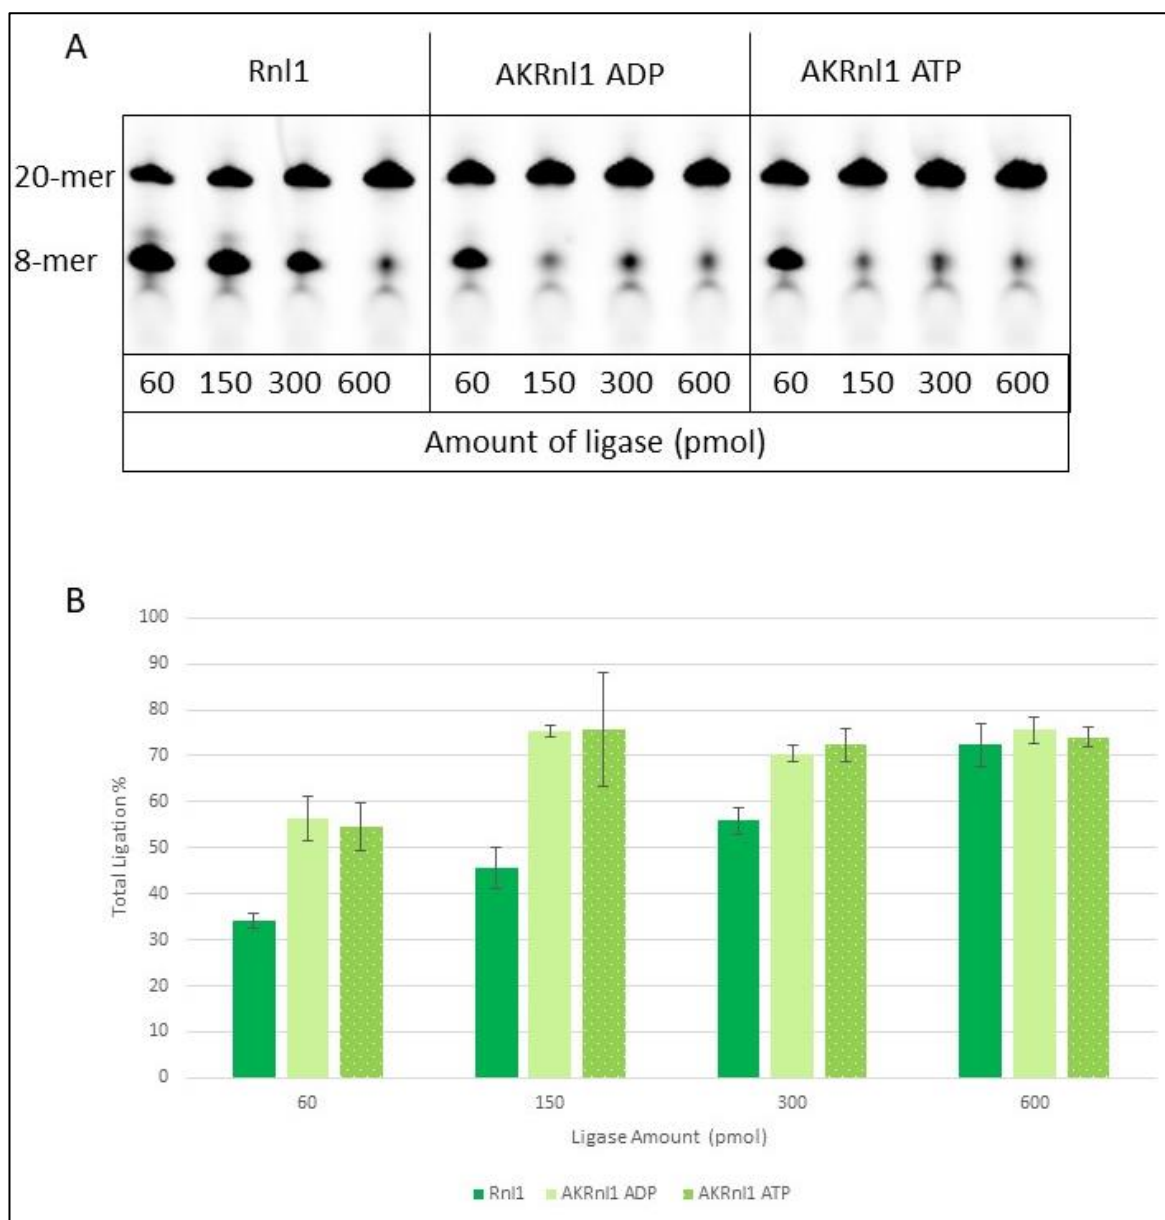 A
Rnl1 AKRnl1 ADP AKRnl1 ATP
20-mer
8-mer
60 150 300 600 60 150 300 600 60 150 300 600
Amount of ligase (pmol)
B
100
90
80
70
60
50
40
30
20
10
0
Total Ligation %
60 150 300 600
Ligase Amount (pmol)
Rnl1 AKRnl1 ADP AKRnl1 ATP